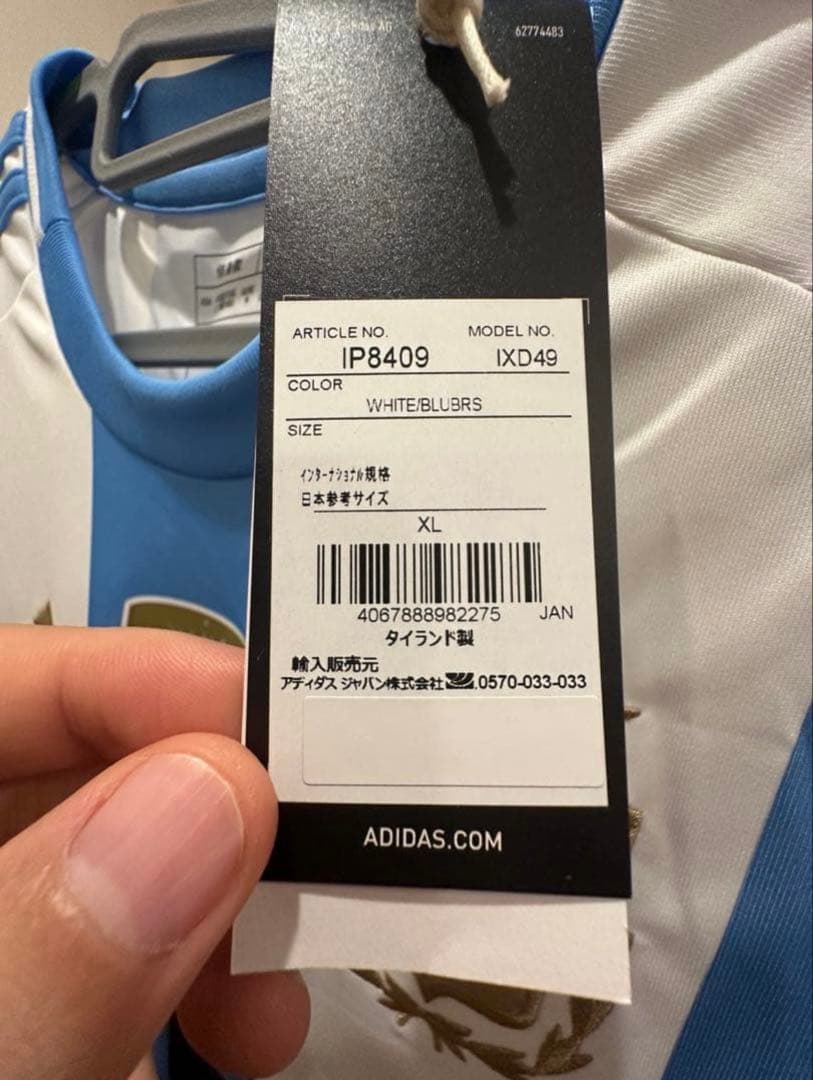 62774483
ARTICLE NO. MODEL NO.
IP8409 IXD49
COLOR
WHITE/BLUBRS
SIZE
インターナショナル規格
日本参考サイズ
XL
4067888982275 JAN
タイランド製
輸入販売元
アディダス ジャパン株式会社 .0570-033-033
ADIDAS.COM